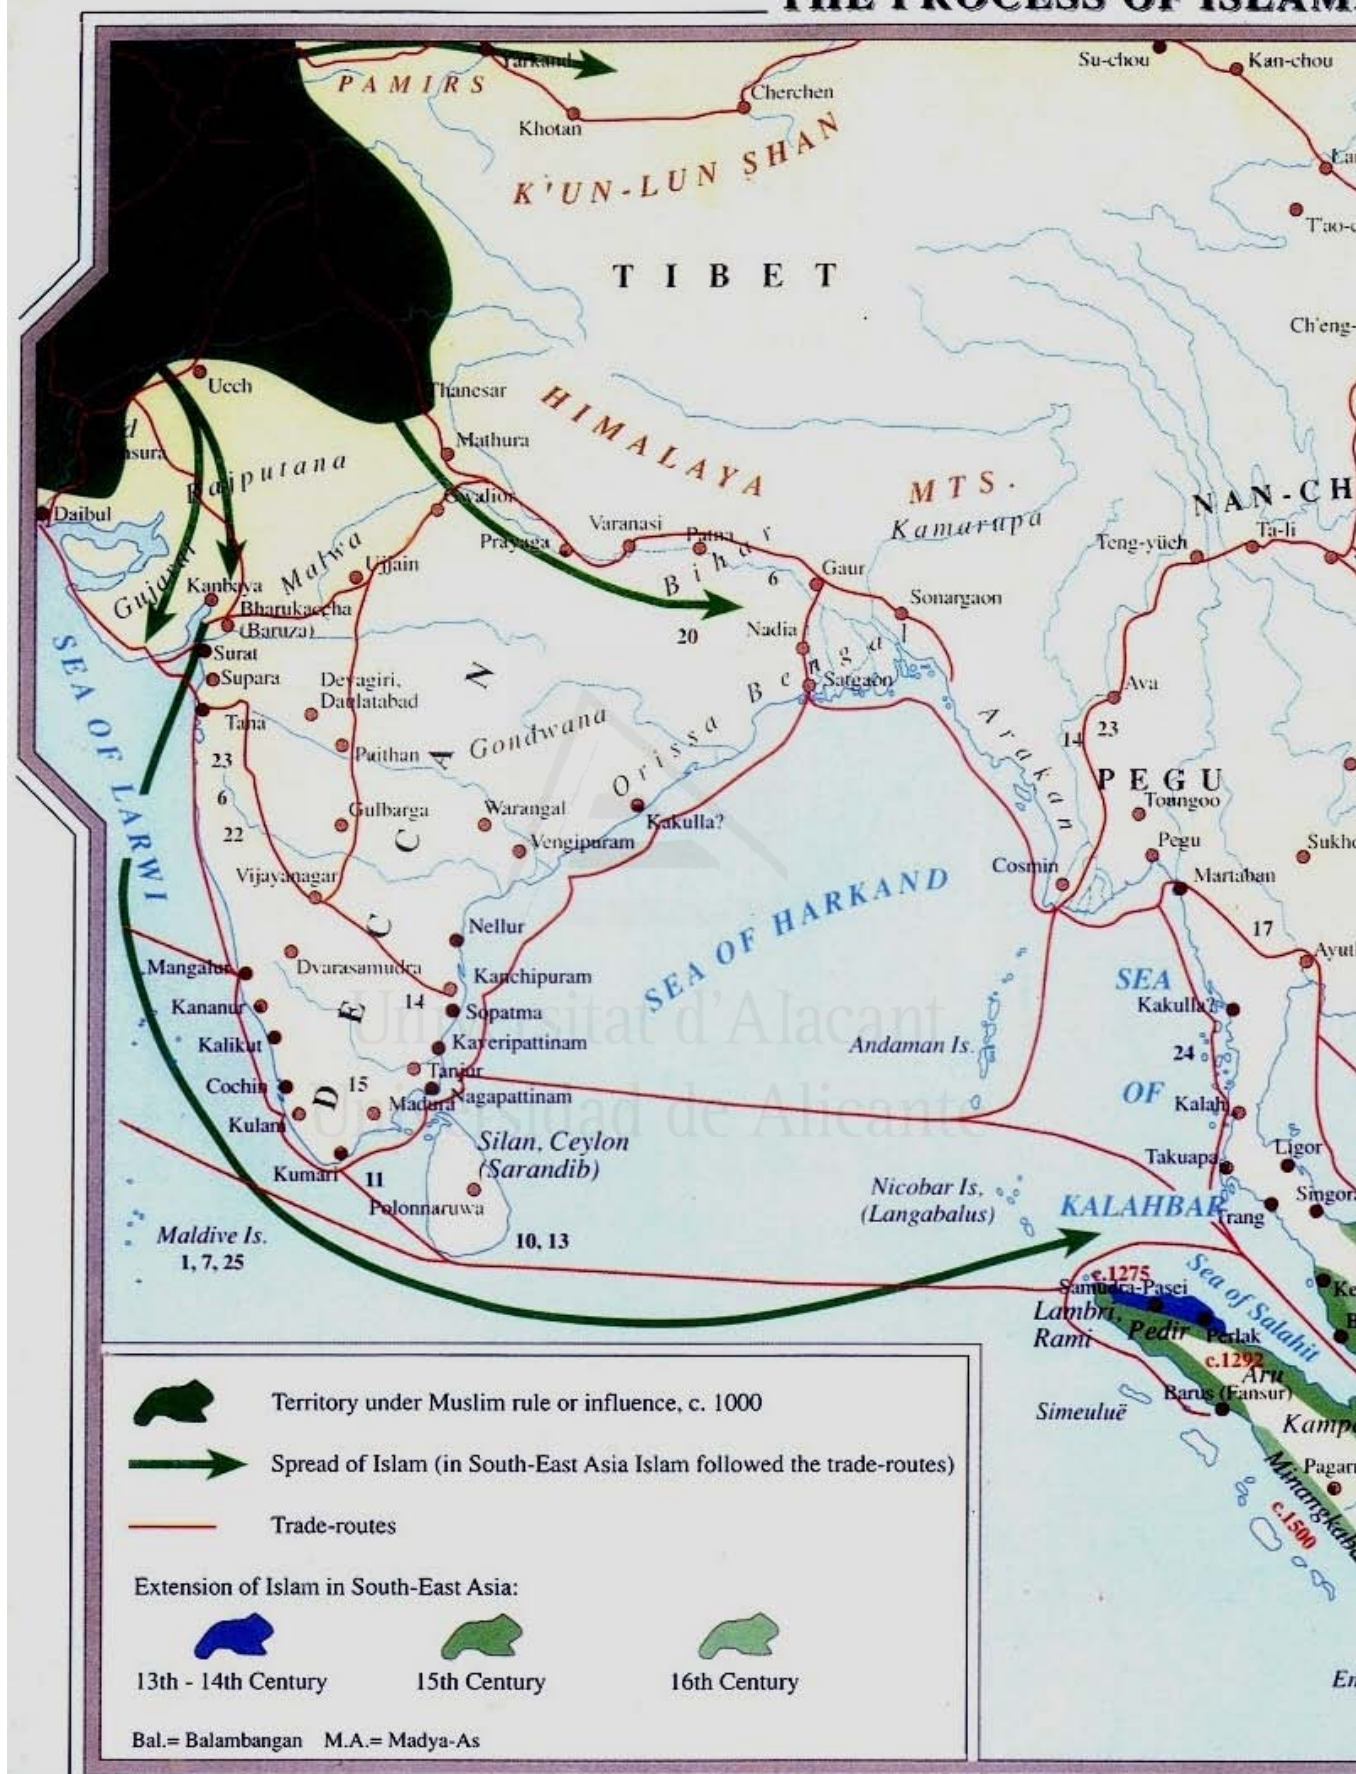 THE PROCESS OF ISLAM
Yarkand
PAMIRS
Khotan
Cherchen
Su-chou
Kan-chou
K'UN-LUN SHAN
T'ao-c
TIBET
Ch'eng-
Ucch
Thanesar
Mathura
HIMALAYA
MTS.
Kamarupa
NAN-CH
Rajputana
Daibul
Gwalior
Prayaga
Varanasi
Patna
Bihar
6
Gaur
Teng-yüeh
Ta-li
Gujarat
Kanbaya
Malwa
Ujjain
Bharukaccha
(Baruza)
Sonargaon
20
Nadia
Bengal
Satgaon
Surat
Supara
Tana
Devagiri,
Daulatabad
Paithan
Gondwana
Orissa
Arakan
Ava
14
23
PEGU
Toungoo
Pegu
SEA OF LARWI
23
6
22
Gulbarga
Warangal
Vengipuram
Kakulla?
Vijayanagar
Cosmin
Martaban
Sukho
17
Ayut
DECCAN
SEA OF HARKAND
Nellur
Mangalur
Dvarasamudra
Kanchipuram
14
Kananur
Sopatma
Kalikut
Kaveripattinam
Cochin
15
Tanjur
Nagapattinam
Kulam
Madura
Kumari
11
Silan, Ceylon
(Sarandib)
Polonnaruwa
10, 13
Maldive Is.
1, 7, 25
Universitat d'Alacant
Universidad de Alicante
Andaman Is.
Nicobar Is.
(Langabalus)
SEA
OF
KALAHBAR
Kakulla?
24
Kalah
Takuapa
Ligor
Trang
Singor
c.1275
Samudra-Pasei
Lambri,
Rami
Pedir
Perlak
c.1292
Sea of Salahit
Ke
Aru
Barus (Fansur)
Simeuluë
Kamp
Pagar
Minangkaba
c.1500
En
Territory under Muslim rule or influence, c. 1000
Spread of Islam (in South-East Asia Islam followed the trade-routes)
Trade-routes
Extension of Islam in South-East Asia:
13th - 14th Century
15th Century
16th Century
Bal.= Balambangan M.A.= Madya-As